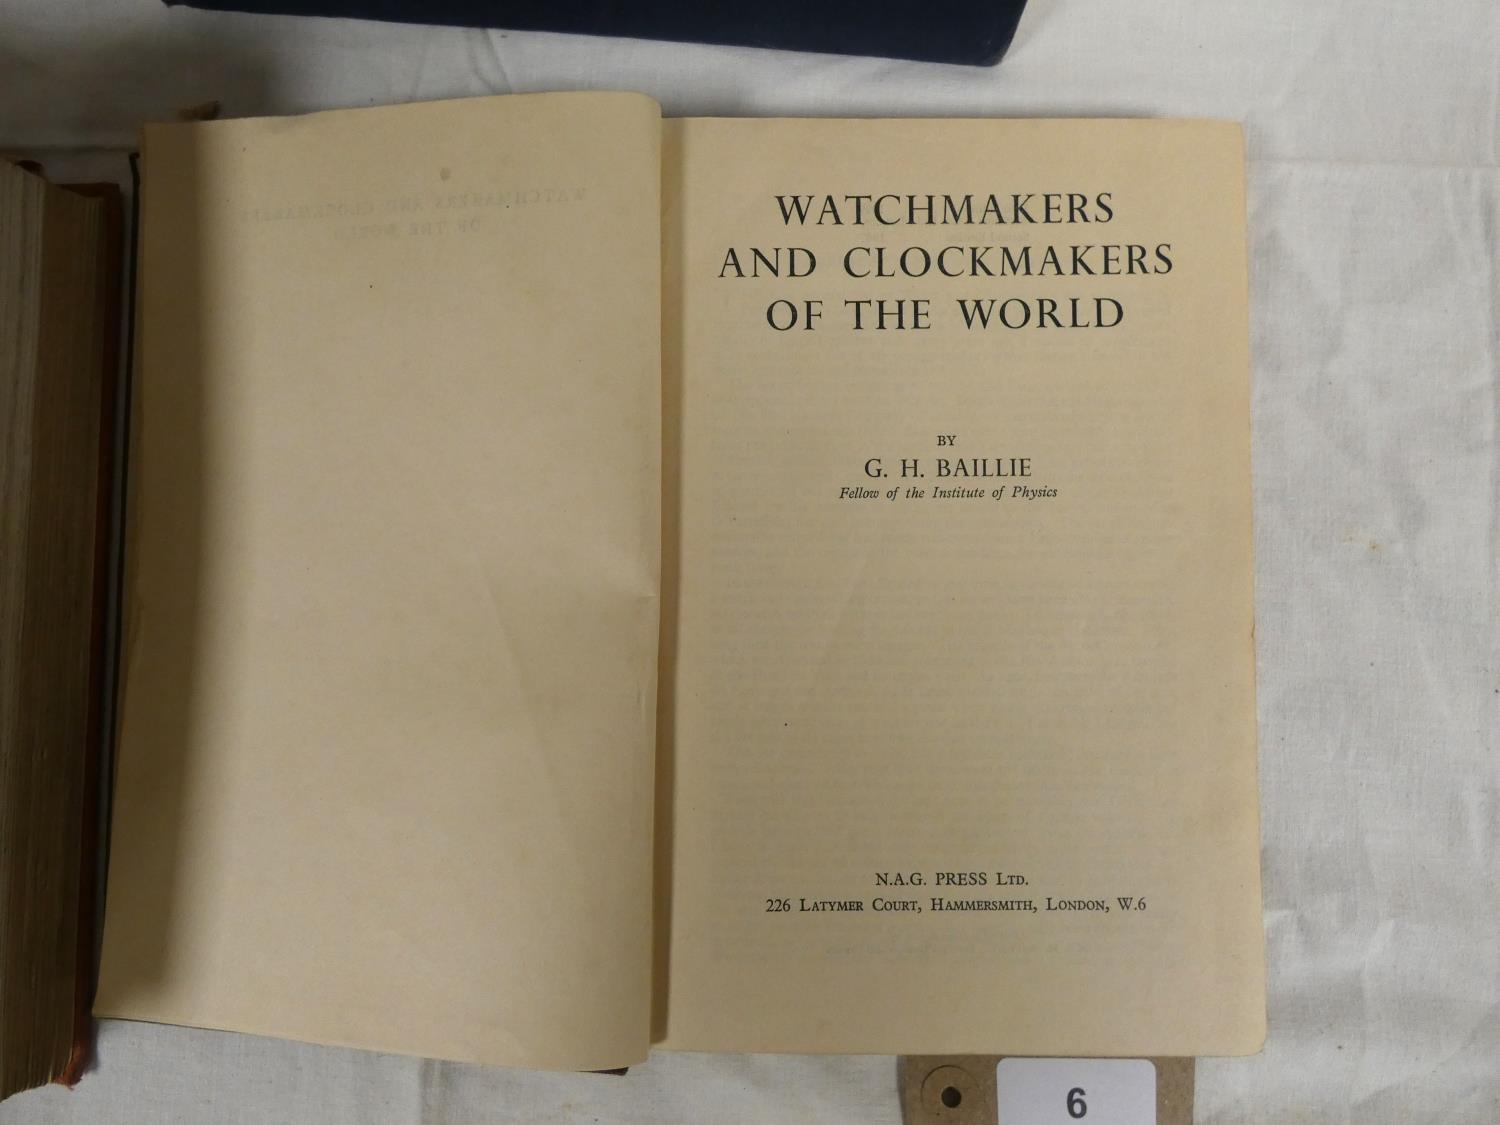 WATCHMAKERS
AND CLOCKMAKERS
OF THE WORLD
BY
G. H. BAILLIE
Fellow of the Institute of Physics
N.A.G. PRESS LTD.
226 LATYMER COURT, HAMMERSMITH, LONDON, W.6
6